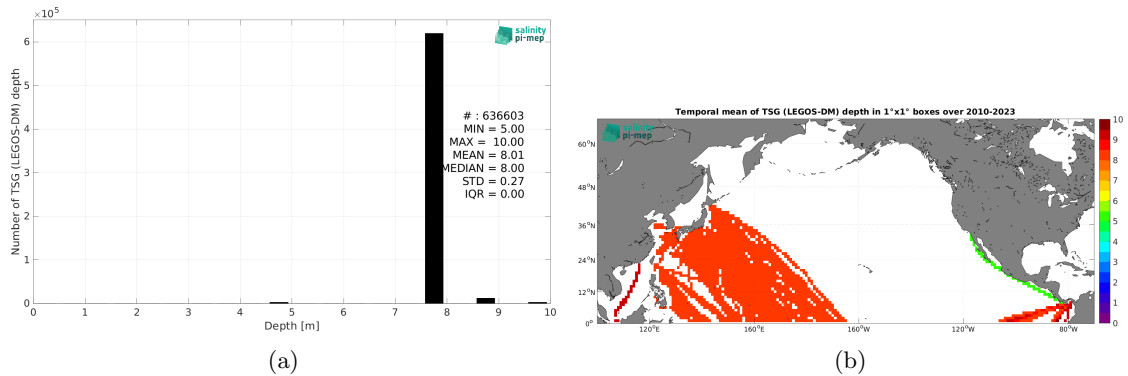 ×10⁵
6
5
4
3
2
1
0
Number of TSG (LEGOS-DM) depth
salinity
pi-mep
# : 636603
MIN = 5.00
MAX = 10.00
MEAN = 8.01
MEDIAN = 8.00
STD = 0.27
IQR = 0.00
0 1 2 3 4 5 6 7 8 9 10
Depth [m]
(a)
Temporal mean of TSG (LEGOS-DM) depth in 1°x1° boxes over 2010-2023
salinity
pi-mep
60°N
48°N
36°N
24°N
12°N
0°
120°E 160°E 160°W 120°W 80°W
10
9
8
7
6
5
4
3
2
1
0
(b)